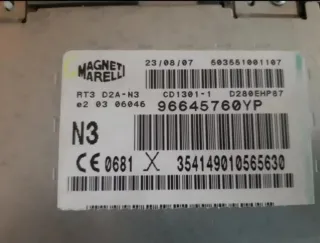 MAGNETI
MARELLI
23/08/07 503551001107
RT3 D2A-N3 CD1301-1 D280EHP87
e2 03 06046 96645760YP
N3
CE 0681 X 354149010565630